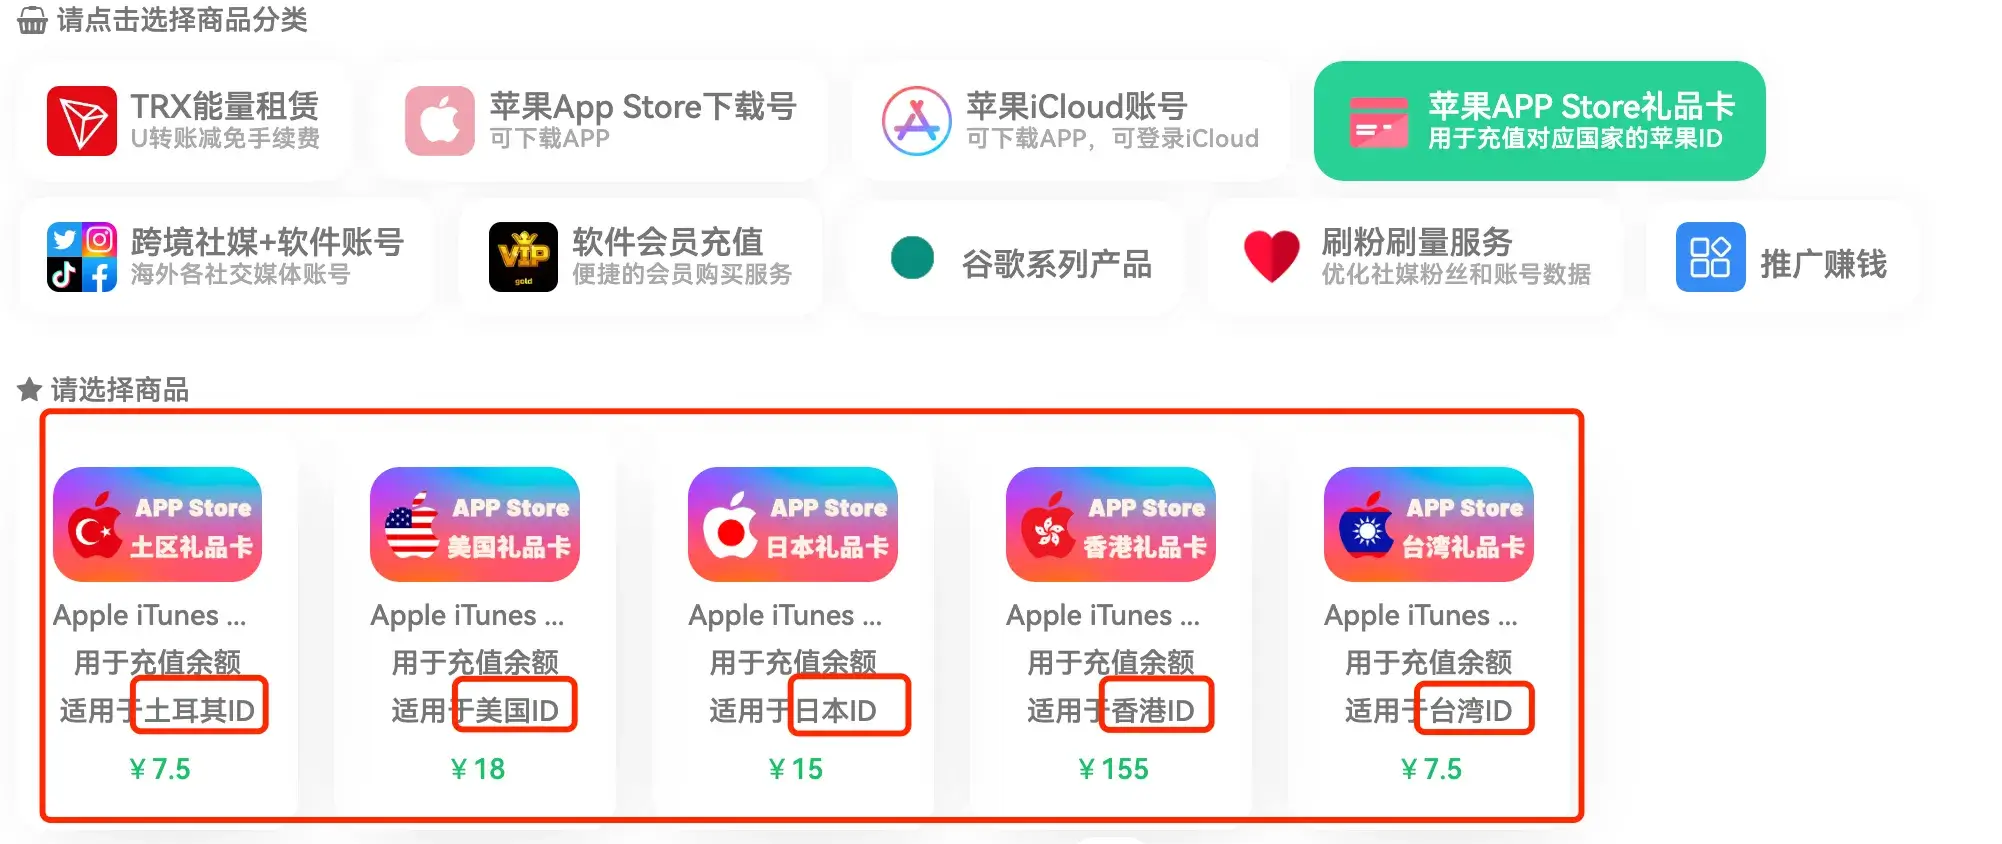 请点击选择商品分类
TRX能量租赁
U转账减免手续费
苹果App Store下载号
可下载APP
苹果iCloud账号
可下载APP，可登录iCloud
苹果APP Store礼品卡
用于充值对应国家的苹果ID
跨境社媒+软件账号
海外各社交媒体账号
VIP
gold
软件会员充值
便捷的会员购买服务
谷歌系列产品
刷粉刷量服务
优化社媒粉丝和账号数据
推广赚钱
请选择商品
APP Store
土区礼品卡
Apple iTunes ...
用于充值余额
适用于土耳其ID
¥ 7.5
APP Store
美国礼品卡
Apple iTunes ...
用于充值余额
适用于美国ID
¥ 18
APP Store
日本礼品卡
Apple iTunes ...
用于充值余额
适用于日本ID
¥ 15
APP Store
香港礼品卡
Apple iTunes ...
用于充值余额
适用于香港ID
¥ 155
APP Store
台湾礼品卡
Apple iTunes ...
用于充值余额
适用于台湾ID
¥ 7.5